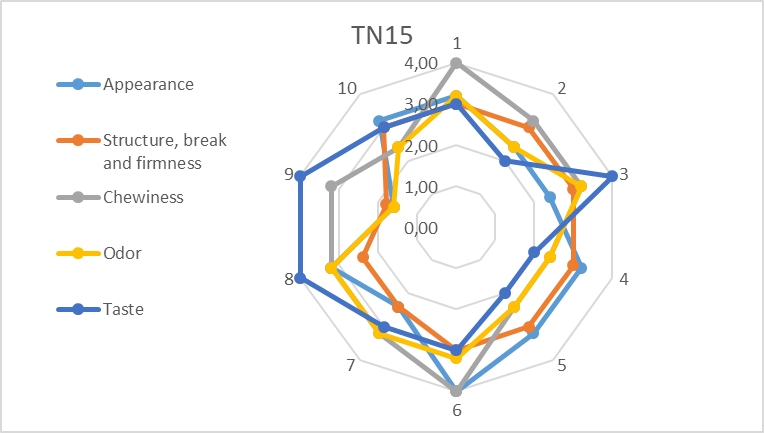 TN15
Appearance
Structure, break
and firmness
Chewiness
Odor
Taste
4,00
3,00
2,00
1,00
0,00
1
2
3
4
5
6
7
8
9
10